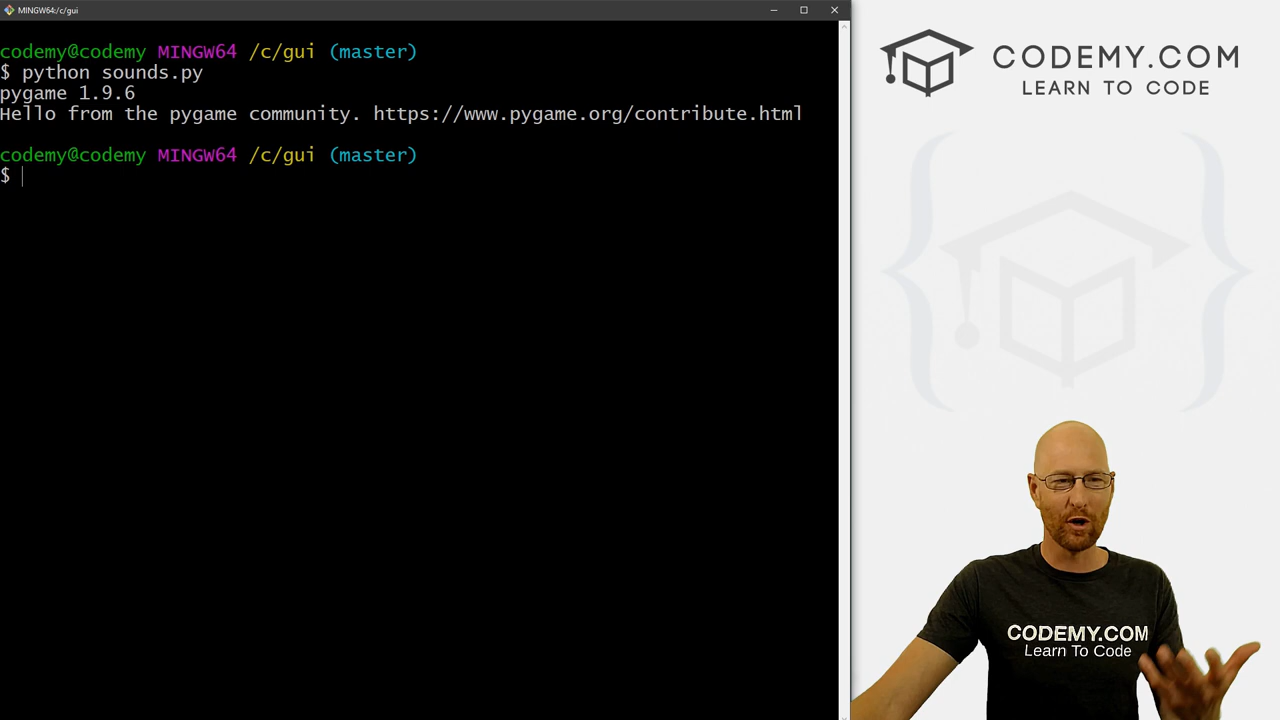 MINGW64:/c/gui
codemy@codemy MINGW64 /c/gui (master)
$ python sounds.py
pygame 1.9.6
Hello from the pygame community. https://www.pygame.org/contribute.html
codemy@codemy MINGW64 /c/gui (master)
$
CODEMY.COM
LEARN TO CODE
CODEMY.COM
Learn To Code